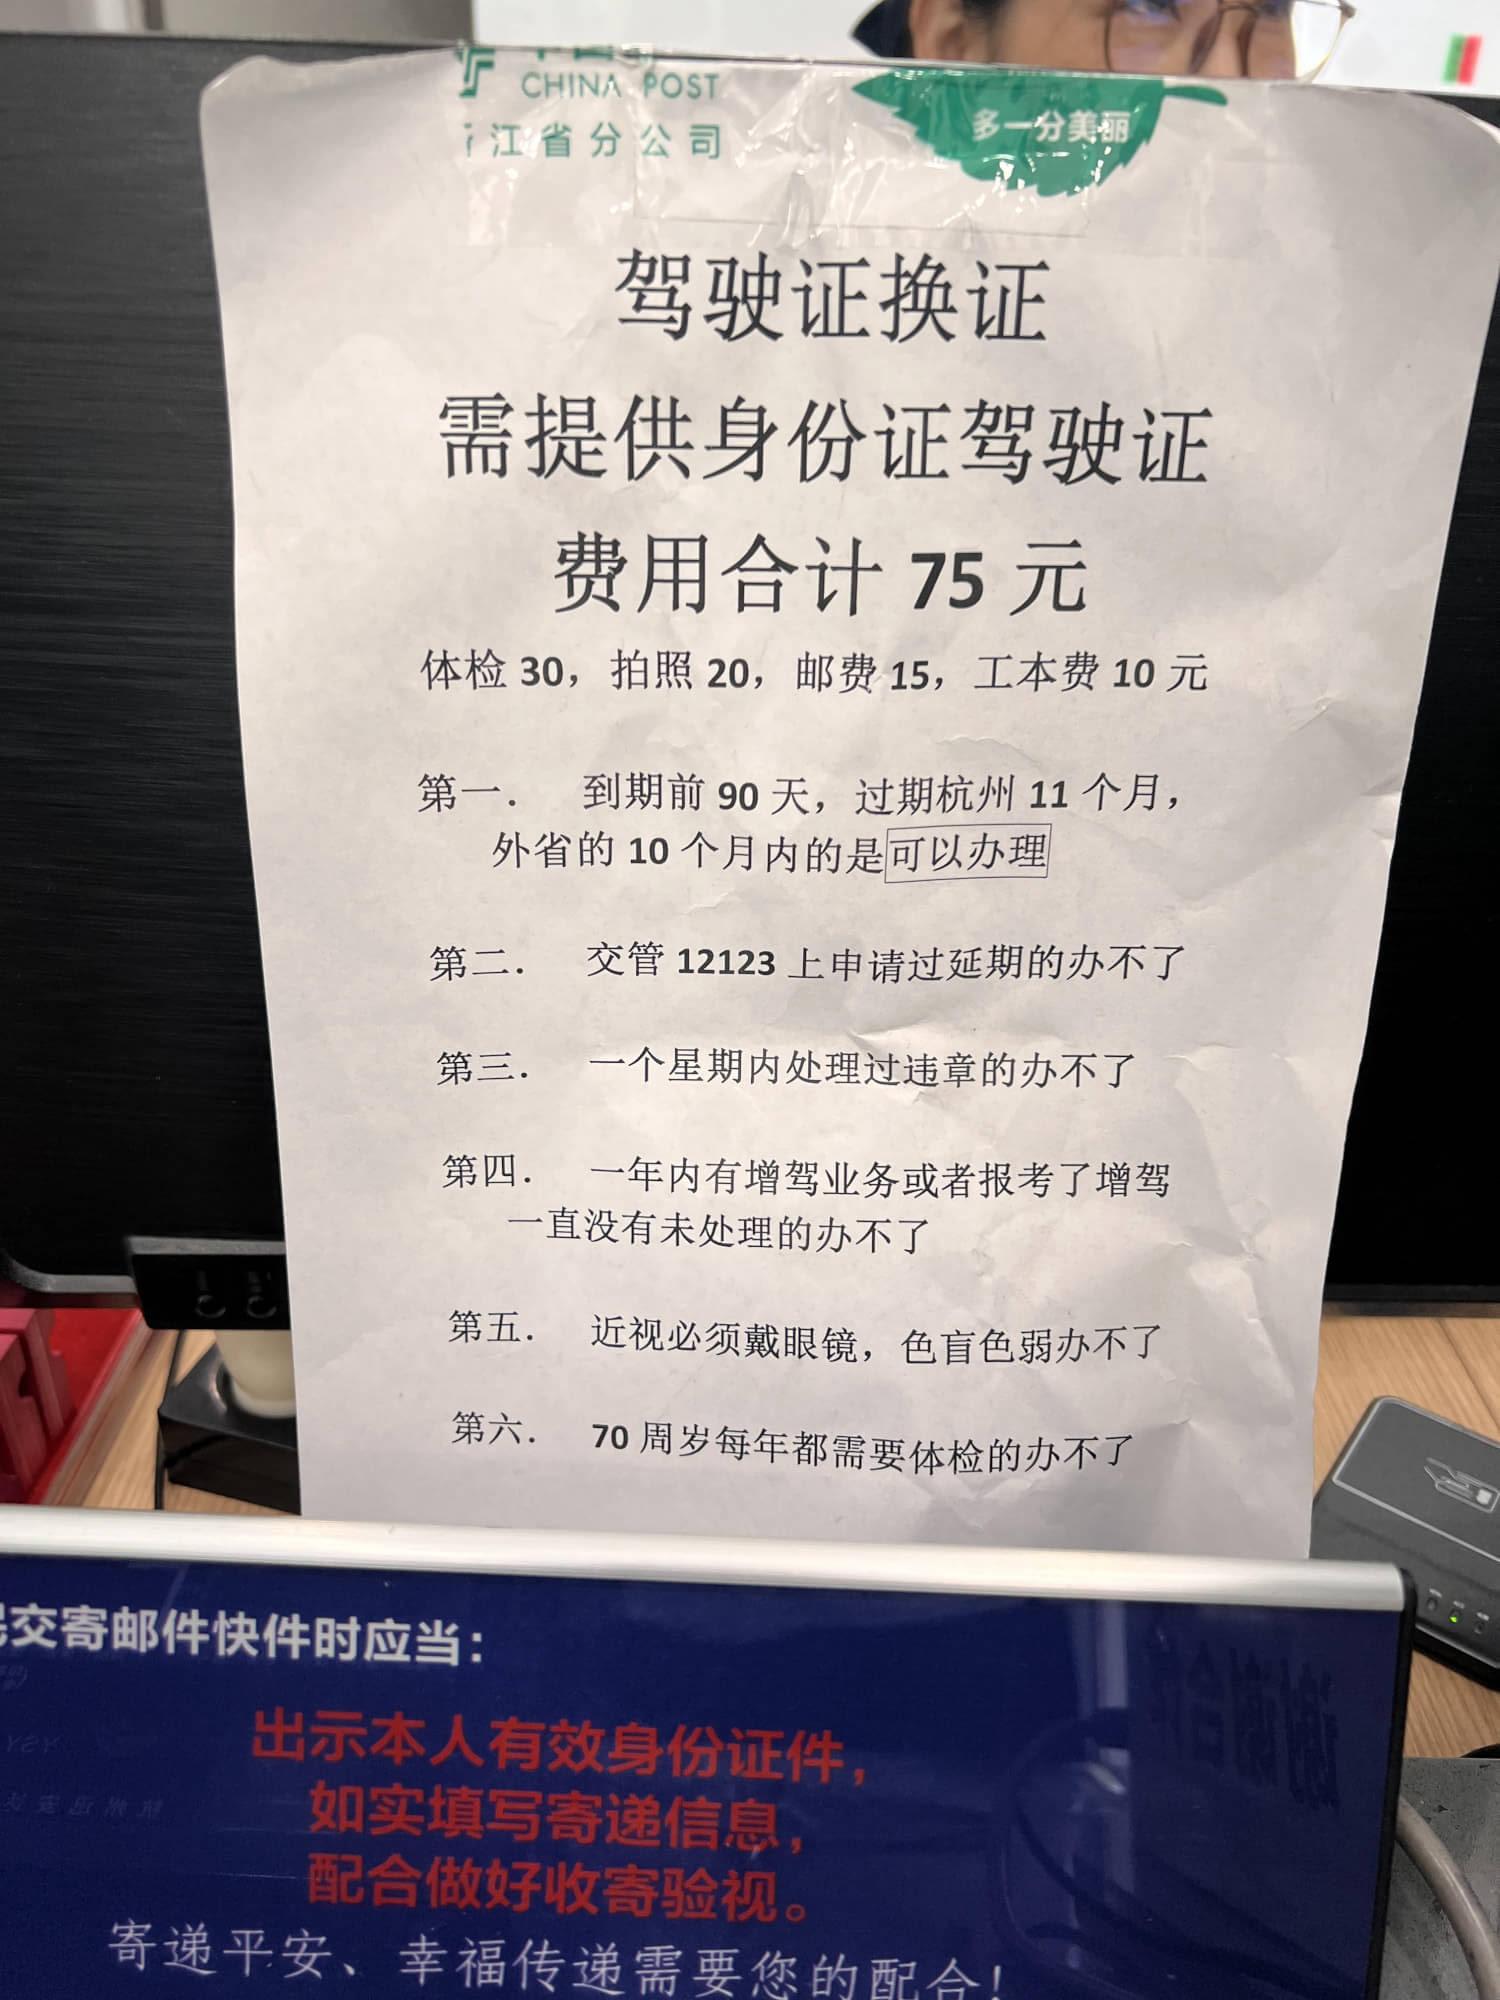 CHINA POST
江省分公司
多一分美丽
驾驶证换证
需提供身份证驾驶证
费用合计 75 元
体检 30，拍照 20，邮费 15，工本费 10 元
第一． 到期前 90 天，过期杭州 11 个月，
外省的 10 个月内的是可以办理
第二． 交管 12123 上申请过延期的办不了
第三． 一个星期内处理过违章的办不了
第四． 一年内有增驾业务或者报考了增驾
一直没有未处理的办不了
第五． 近视必须戴眼镜，色盲色弱办不了
第六． 70 周岁每年都需要体检的办不了
交寄邮件快件时应当：
出示本人有效身份证件，
如实填写寄递信息，
配合做好收寄验视。
寄递平安、幸福传递需要您的配合！